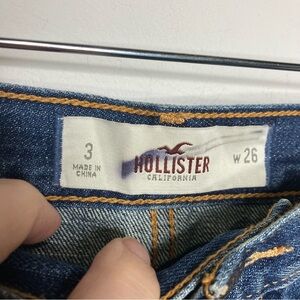 3
MADE IN
CHINA
HOLLISTER
CALIFORNIA
W 26